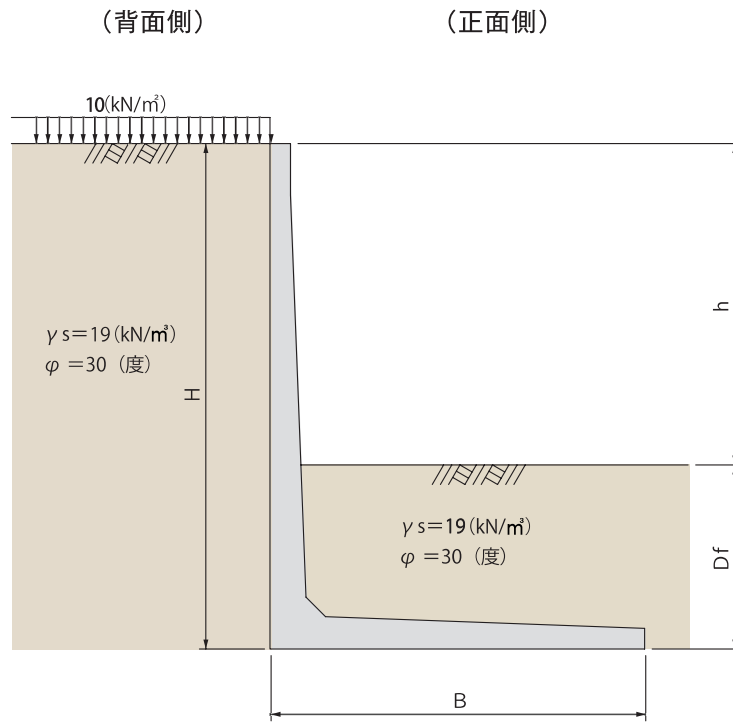 （背面側）
（正面側）
10(kN/㎡)
γs＝19(kN/㎥)
φ＝30（度）
H
h
γs＝19(kN/㎥)
φ＝30（度）
Df
B